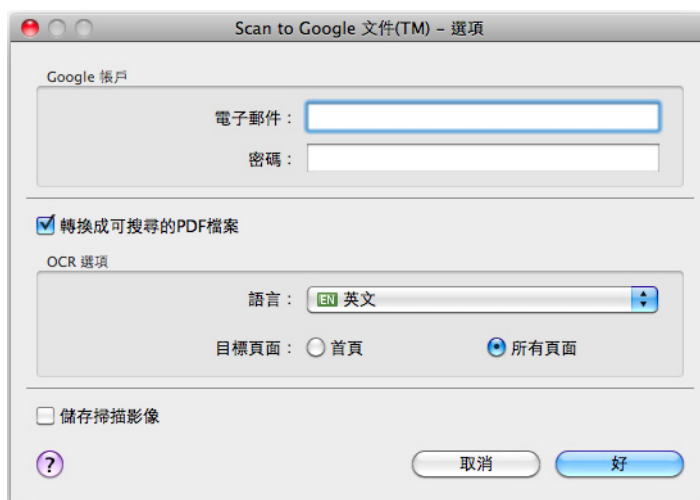 Scan to Google 文件(TM) – 選項
Google 帳戶
電子郵件：
密碼：
轉換成可搜尋的PDF檔案
OCR 選項
語言： EN 英文
目標頁面： 首頁 所有頁面
儲存掃描影像
? 取消 好